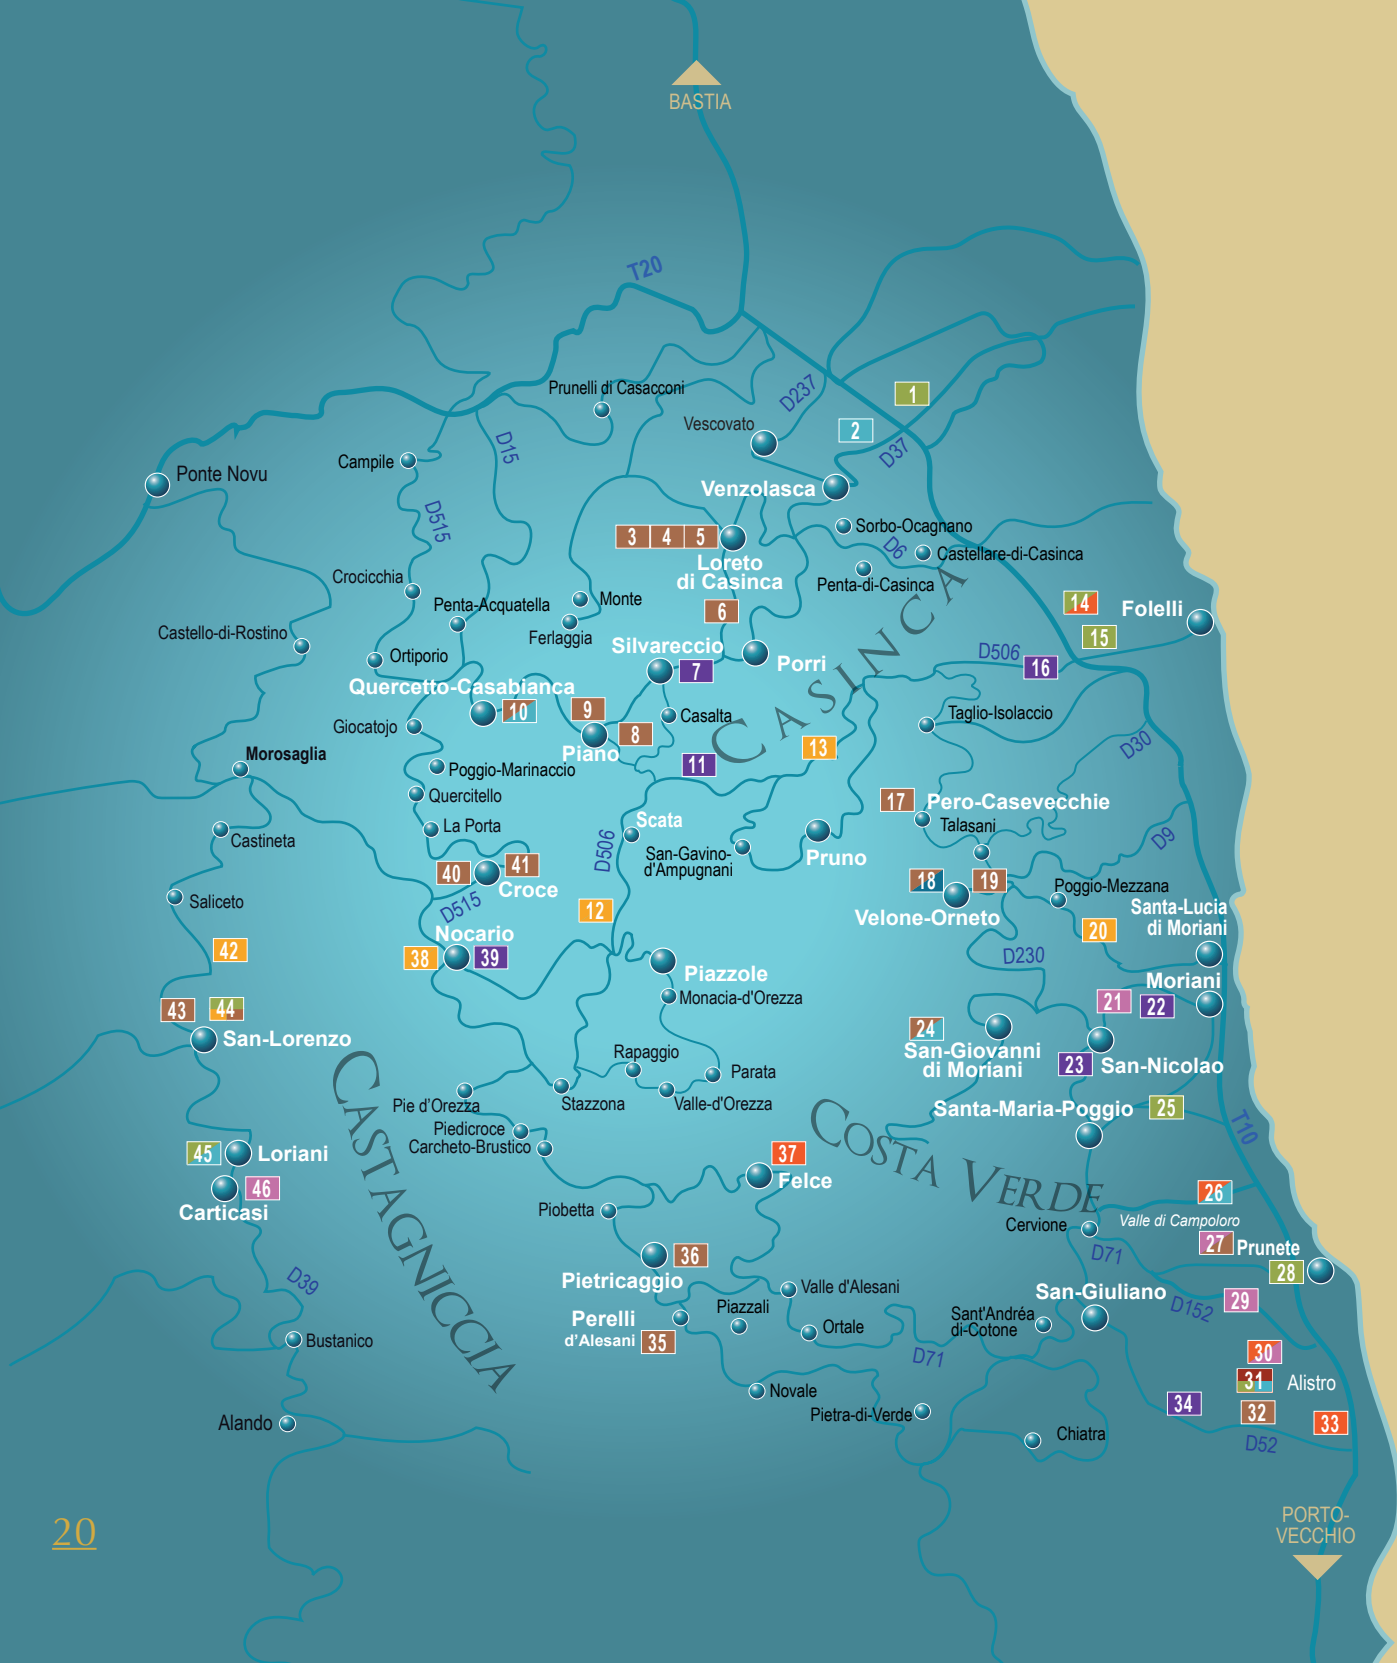 BASTIA
T20
Prunelli di Casacconi
D237
1
Vescovato
2
D37
D15
Campile
Ponte Novu
Venzolasca
D515
3 4 5
Sorbo-Ocagnano
D6
Loreto
di Casinca
Castellare-di-Casinca
Penta-di-Casinca
Crocicchia
Penta-Acquatella
Monte
6
14
Folelli
Castello-di-Rostino
Ferlaggia
15
Silvareccio
7
Porri
D506
16
Ortiporio
Quercetto-Casabianca
10
9
Casalta
CASINCA
Taglio-Isolaccio
Giocatojo
8
Piano
13
D30
Morosaglia
Poggio-Marinaccio
11
Quercitello
17
Pero-Casevecchie
La Porta
Scata
Talasani
Castineta
D506
San-Gavino-
d'Ampugnani
Pruno
D9
40
41
Croce
18
19
Poggio-Mezzana
Saliceto
D515
12
Velone-Orneto
Santa-Lucia
di Moriani
Nocario
20
42
38
39
D230
Piazzole
Moriani
Monacia-d'Orezza
21
22
43
44
24
San-Lorenzo
San-Giovanni
di Moriani
23
San-Nicolao
Rapaggio
Parata
CASTAGNICCIA
Pie d'Orezza
Stazzona
Valle-d'Orezza
Santa-Maria-Poggio
25
Piedicroce
COSTA VERDE
T10
Carcheto-Brustico
45
Loriani
37
Felce
46
Carticasi
26
Piobetta
Cervione
Valle di Campoloro
27
Prunete
36
D71
28
Pietricaggio
D39
Valle d'Alesani
San-Giuliano
29
D152
Piazzali
Perelli
d'Alesani
35
Ortale
Sant'Andréa
di-Cotone
Bustanico
D71
30
31
Alistro
Novale
34
32
Pietra-di-Verde
33
Alando
Chiatra
D52
20
PORTO-
VECCHIO